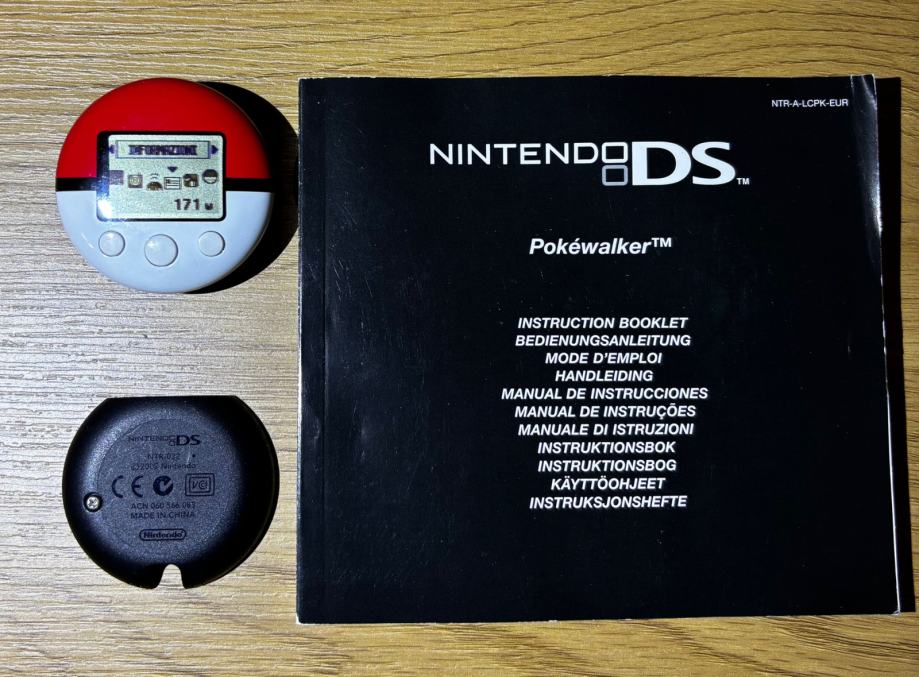 INFORMAZIONI
171
NINTENDO DS
NTR-032
©2009 Nintendo
CE
VCI
ACN 060 566 083
MADE IN CHINA
Nintendo
NTR-A-LCPK-EUR
NINTENDO DS™
Pokéwalker™
INSTRUCTION BOOKLET
BEDIENUNGSANLEITUNG
MODE D'EMPLOI
HANDLEIDING
MANUAL DE INSTRUCCIONES
MANUAL DE INSTRUÇÕES
MANUALE DI ISTRUZIONI
INSTRUKTIONSBOK
INSTRUKTIONSBOG
KÄYTTÖOHJEET
INSTRUKSJONSHEFTE